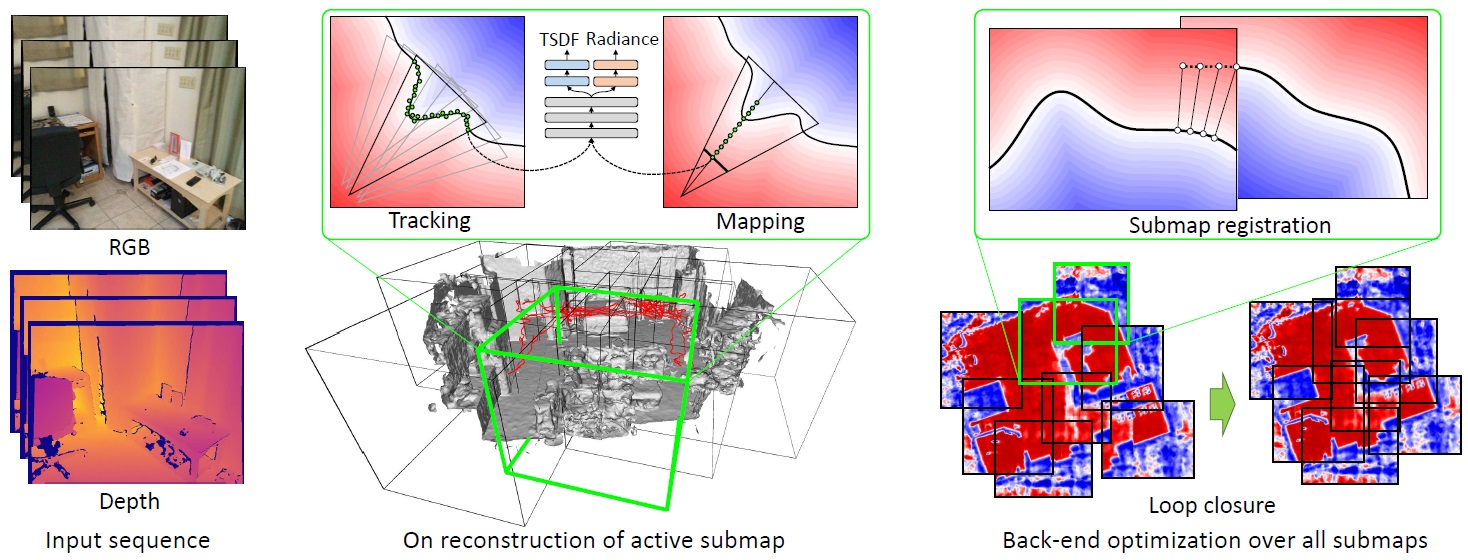 RGB
Depth
Input sequence
TSDF Radiance
Tracking
Mapping
On reconstruction of active submap
Submap registration
Loop closure
Back-end optimization over all submaps